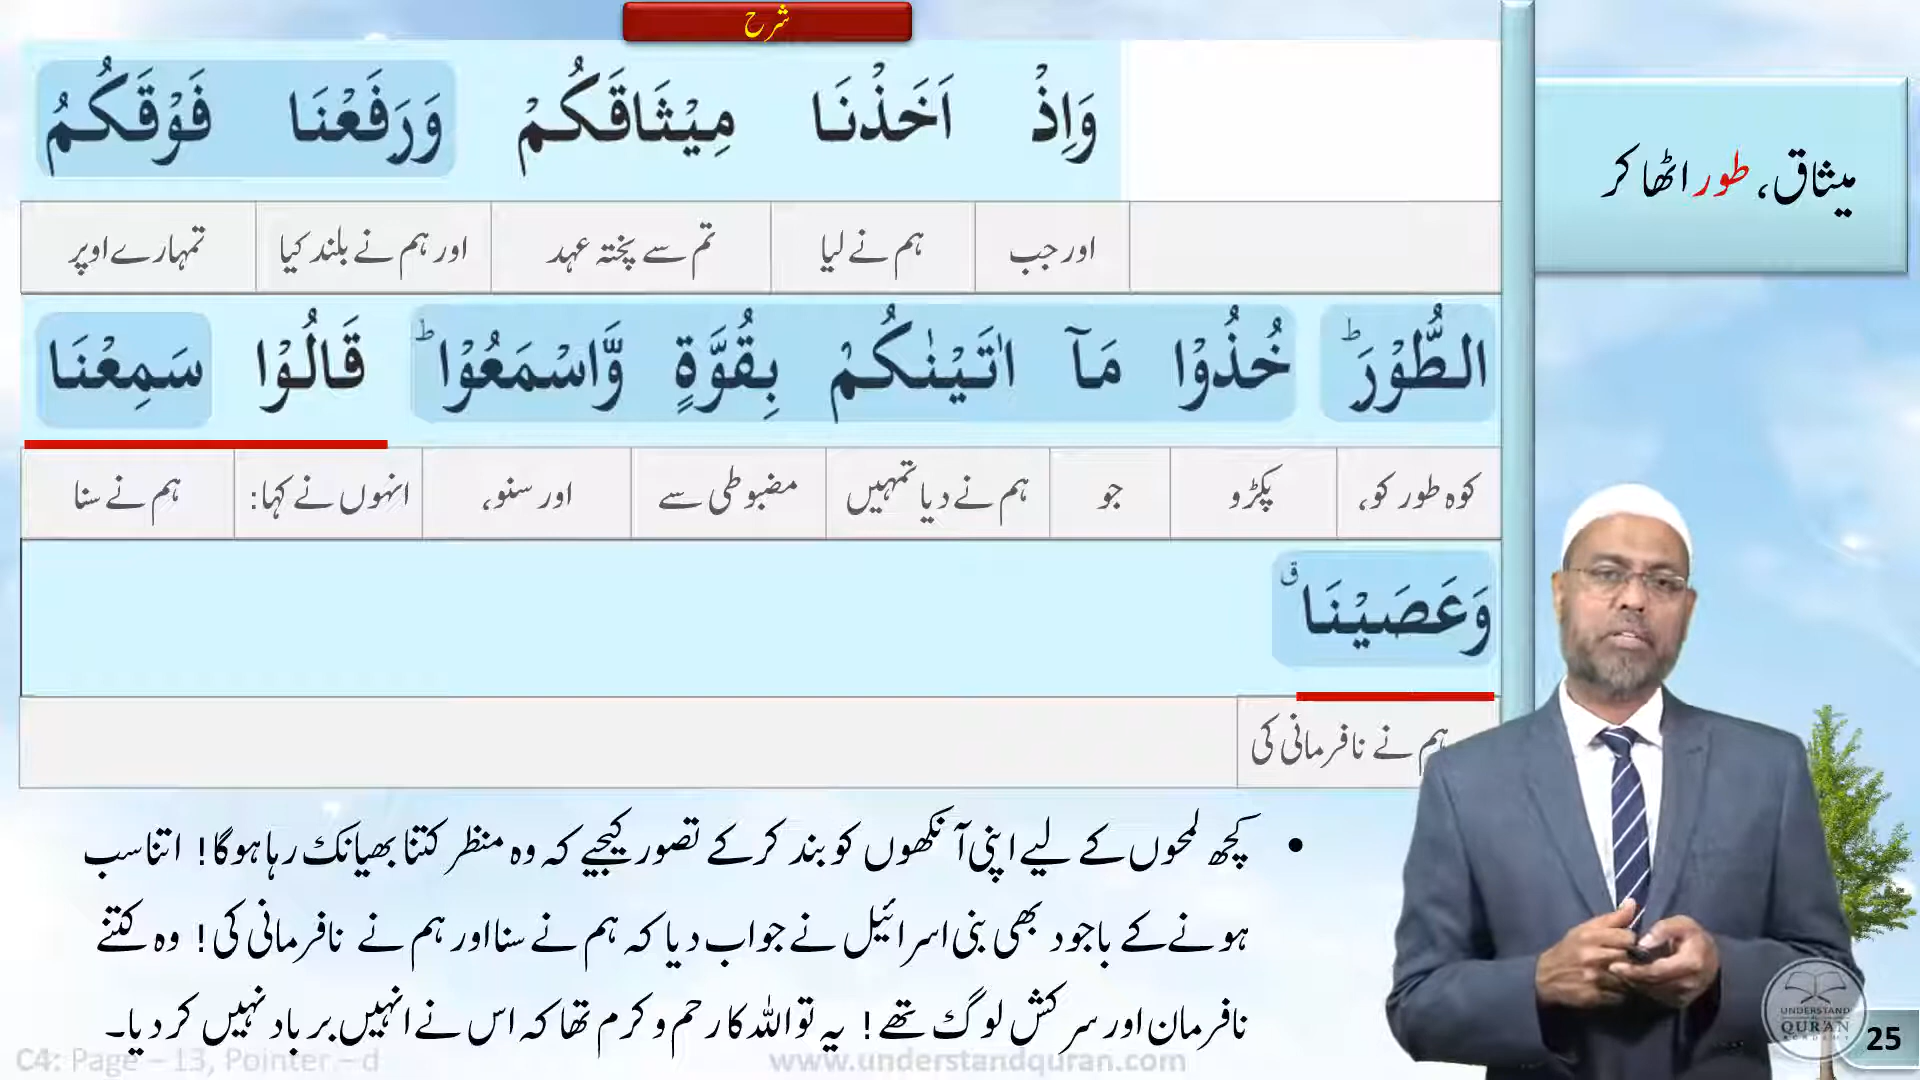 شرح
میثاق، طور اٹھا کر
وَاِذْ اَخَذْنَا مِيْثَاقَكُمْ وَرَفَعْنَا فَوْقَكُمُ
اور جب ہم نے لیا تم سے پختہ عہد اور ہم نے بلند کیا تمہارے اوپر
الطُّوْرَ ؕ خُذُوْا مَآ اٰتَيْنٰكُمْ بِقُوَّةٍ وَّاسْمَعُوْا ؕ قَالُوْا سَمِعْنَا
کوہ طور کو، پکڑو جو ہم نے دیا تمہیں مضبوطی سے اور سنو، انہوں نے کہا: ہم نے سنا
وَعَصَيْنَا ۗق
ہم نے نافرمانی کی
• کچھ لمحوں کے لیے اپنی آنکھوں کو بند کرکے تصور کیجیے کہ وہ منظر کتنا بھیانک رہا ہوگا! اتنا سب
ہونے کے باجود بھی بنی اسرائیل نے جواب دیا کہ ہم نے سنا اور ہم نے نافرمانی کی! وہ کتنے
نافرمان اور سرکش لوگ تھے! یہ تو اللہ کا رحم و کرم تھا کہ اس نے انہیں برباد نہیں کر دیا۔
C4: Page – 13, Pointer – d
www.understandquran.com
UNDERSTAND
QUR'AN
ACADEMY
25